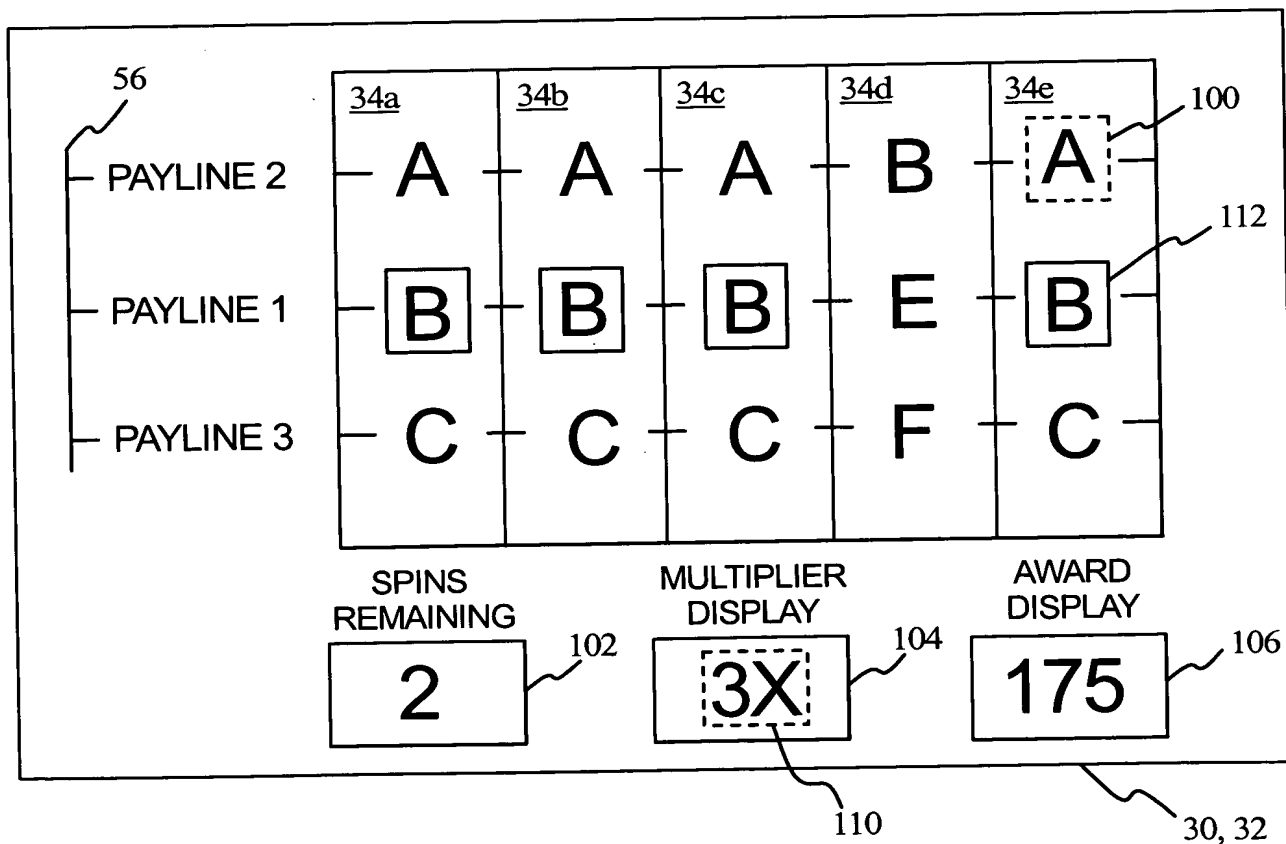 56
34a 34b 34c 34d 34e
100
PAYLINE 2 A A A B A
112
PAYLINE 1 B B B E B
PAYLINE 3 C C C F C
SPINS REMAINING
MULTIPLIER DISPLAY
AWARD DISPLAY
2
102
3X
104
175
106
110
30, 32